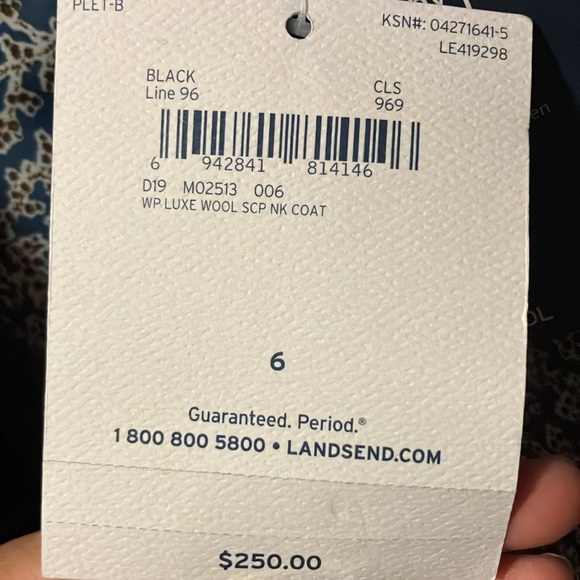 PLET-B
KSN#: 04271641-5
LE419298
BLACK
Line 96
CLS
969
6 942841 814146
D19 M02513 006
WP LUXE WOOL SCP NK COAT
6
Guaranteed. Period.®
1 800 800 5800 • LANDSEND.COM
$250.00